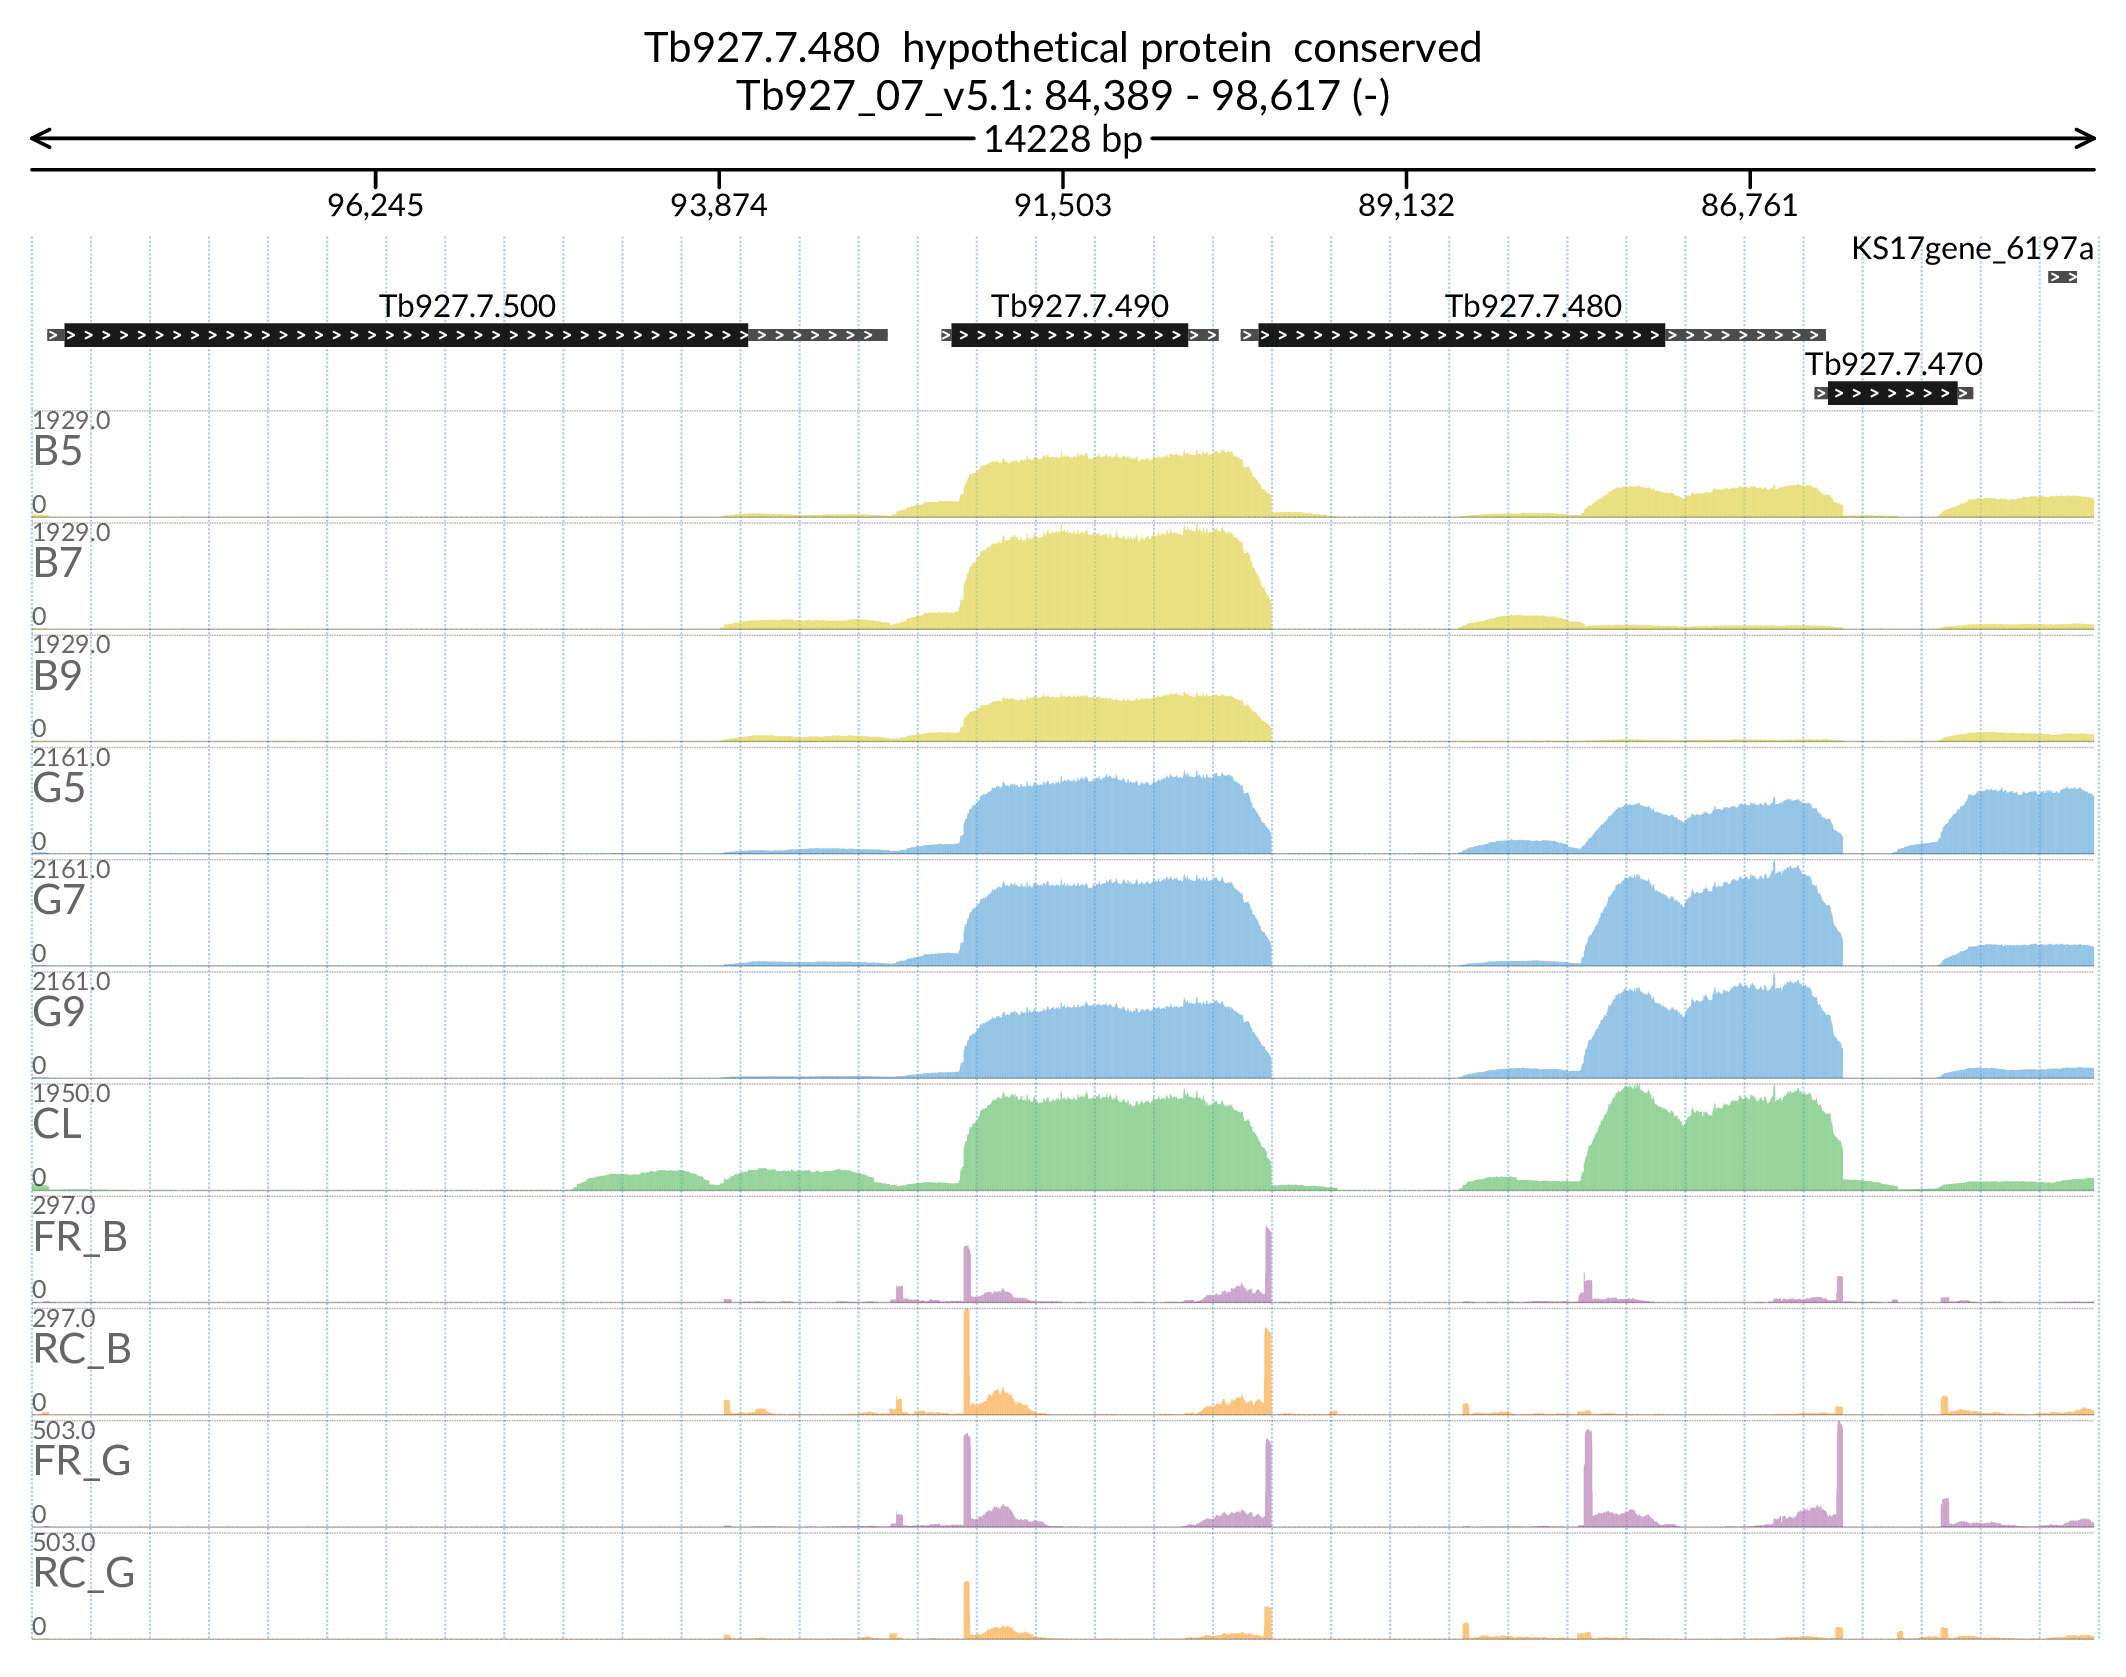 Tb927.7.480  hypothetical protein  conserved
Tb927_07_v5.1: 84,389 - 98,617 (-)
14228 bp
96,245 93,874 91,503 89,132 86,761
KS17gene_6197a
Tb927.7.500 Tb927.7.490 Tb927.7.480
Tb927.7.470
1929.0
B5
0
1929.0
B7
0
1929.0
B9
0
2161.0
G5
0
2161.0
G7
0
2161.0
G9
0
1950.0
CL
0
297.0
FR_B
0
297.0
RC_B
0
503.0
FR_G
0
503.0
RC_G
0